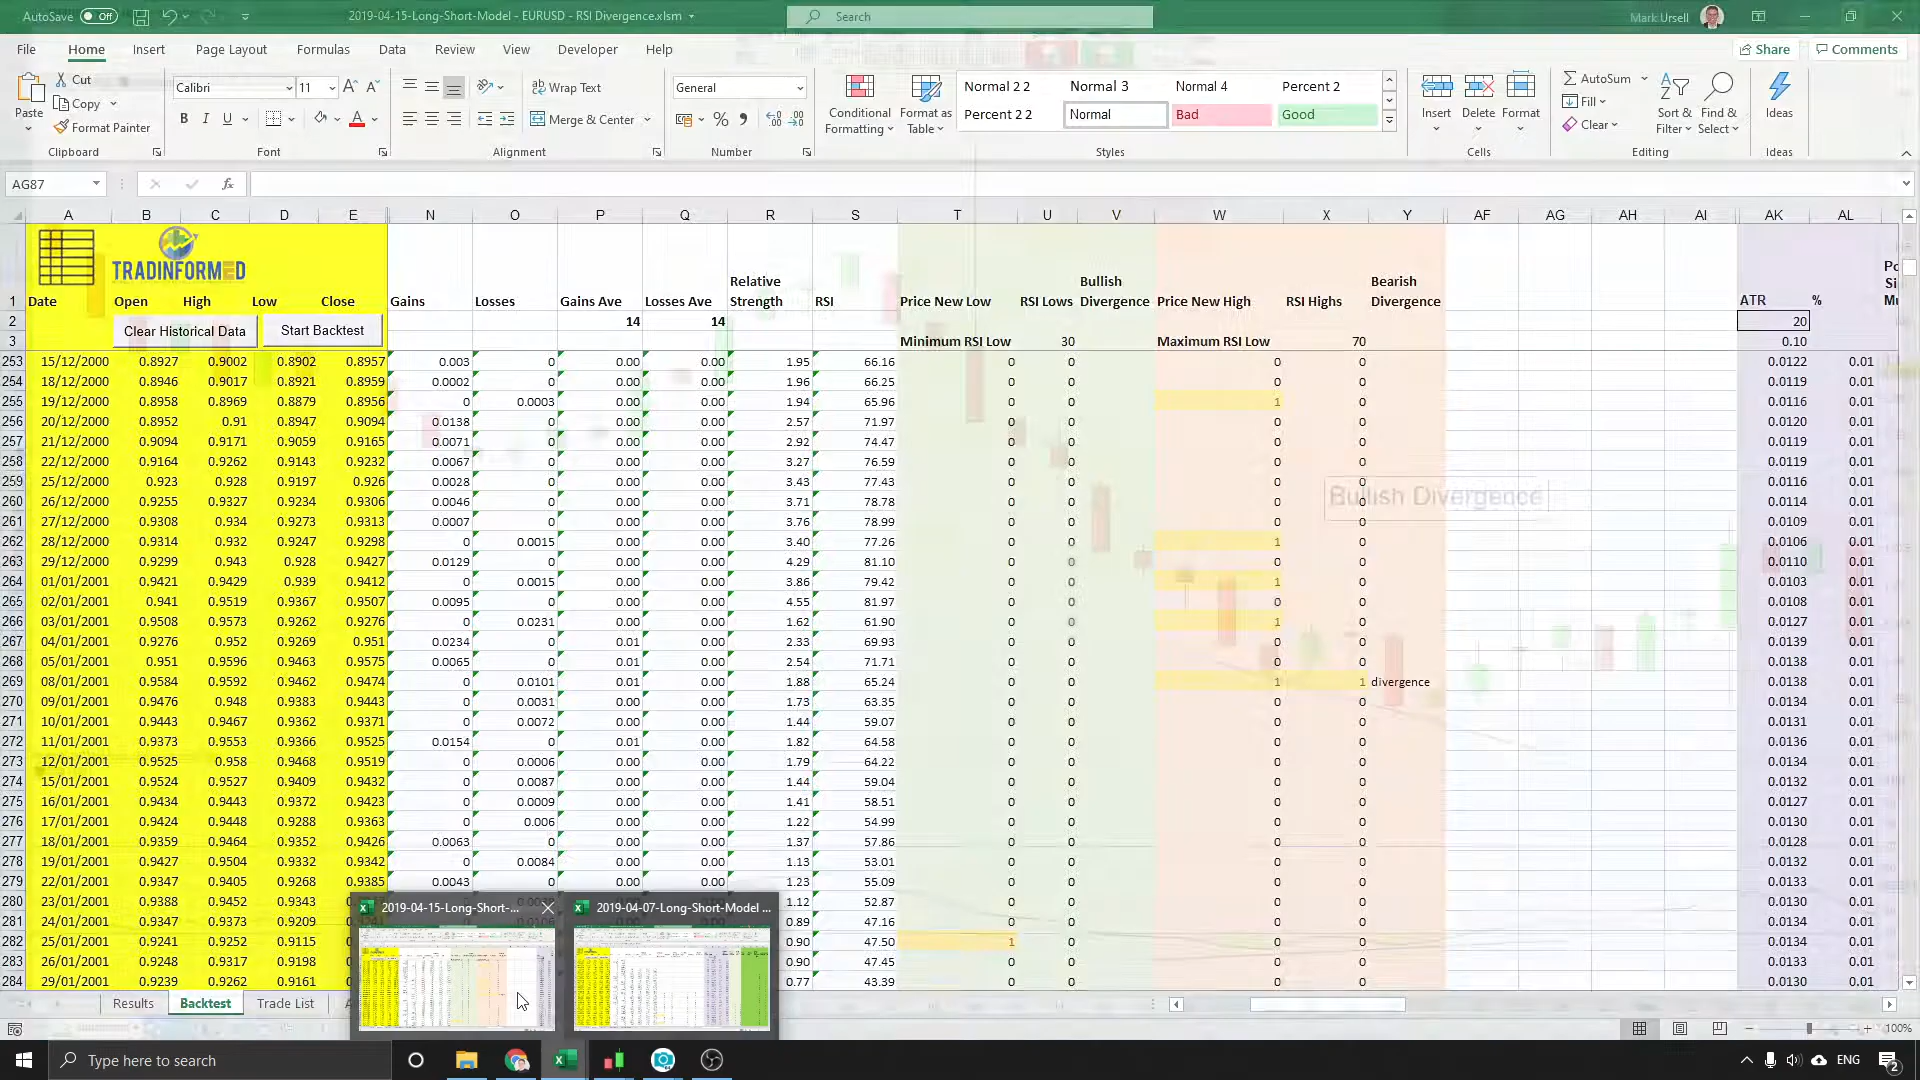 AutoSave Off 2019-04-15-Long-Short-Model - EURUSD - RSI Divergence.xlsm Search Mark Ursell
File Home Insert Page Layout Formulas Data Review View Developer Help Share Comments
Cut Calibri 11 Wrap Text General Normal 2 2 Normal 3 Normal 4 Percent 2 AutoSum
Paste Copy Merge & Center Conditional Formatting Format as Table Percent 2 2 Normal Bad Good Insert Delete Format Fill Sort & Filter Find & Select Ideas
Format Painter Clear
Clipboard Font Alignment Number Styles Cells Editing Ideas
AG87 fx
A B C D E N O P Q R S T U V W X Y AF AG AH AI AK AL
TRADINFORMED
1 Date Open High Low Close Gains Losses Gains Ave Losses Ave Relative Strength RSI Price New Low RSI Lows Bullish Divergence Price New High RSI Highs Bearish Divergence ATR %
2 Clear Historical Data Start Backtest 14 14 20
3 Minimum RSI Low 30 Maximum RSI Low 70 0.10
253 15/12/2000 0.8927 0.9002 0.8902 0.8957 0.003 0 0.00 0.00 1.95 66.16 0 0 0 0 0.0122 0.01
254 18/12/2000 0.8946 0.9017 0.8921 0.8959 0.0002 0 0.00 0.00 1.96 66.25 0 0 0 0 0.0119 0.01
255 19/12/2000 0.8958 0.8969 0.8879 0.8956 0 0.0003 0.00 0.00 1.94 65.96 0 0 1 0 0.0116 0.01
256 20/12/2000 0.8952 0.91 0.8947 0.9094 0.0138 0 0.00 0.00 2.57 71.97 0 0 0 0 0.0120 0.01
257 21/12/2000 0.9094 0.9171 0.9059 0.9165 0.0071 0 0.00 0.00 2.92 74.47 0 0 0 0 0.0119 0.01
258 22/12/2000 0.9164 0.9262 0.9143 0.9232 0.0067 0 0.00 0.00 3.27 76.59 0 0 0 0 0.0119 0.01
259 25/12/2000 0.923 0.928 0.9197 0.926 0.0028 0 0.00 0.00 3.43 77.43 0 0 0 0 0.0116 0.01
Bullish Divergence
260 26/12/2000 0.9255 0.9327 0.9234 0.9306 0.0046 0 0.00 0.00 3.71 78.78 0 0 0 0 0.0114 0.01
261 27/12/2000 0.9308 0.934 0.9273 0.9313 0.0007 0 0.00 0.00 3.76 78.99 0 0 0 0 0.0109 0.01
262 28/12/2000 0.9314 0.932 0.9247 0.9298 0 0.0015 0.00 0.00 3.40 77.26 0 0 1 0 0.0106 0.01
263 29/12/2000 0.9299 0.943 0.928 0.9427 0.0129 0 0.00 0.00 4.29 81.10 0 0 0 0 0.0110 0.01
264 01/01/2001 0.9421 0.9429 0.939 0.9412 0 0.0015 0.00 0.00 3.86 79.42 0 0 1 0 0.0103 0.01
265 02/01/2001 0.941 0.9519 0.9367 0.9507 0.0095 0 0.00 0.00 4.55 81.97 0 0 0 0 0.0108 0.01
266 03/01/2001 0.9508 0.9573 0.9262 0.9276 0 0.0231 0.00 0.00 1.62 61.90 0 0 1 0 0.0127 0.01
267 04/01/2001 0.9276 0.952 0.9269 0.951 0.0234 0 0.01 0.00 2.33 69.93 0 0 0 0 0.0139 0.01
268 05/01/2001 0.951 0.9596 0.9463 0.9575 0.0065 0 0.01 0.00 2.54 71.71 0 0 0 0 0.0138 0.01
269 08/01/2001 0.9584 0.9592 0.9462 0.9474 0 0.0101 0.01 0.00 1.88 65.24 0 0 1 1 divergence 0.0138 0.01
270 09/01/2001 0.9476 0.948 0.9383 0.9443 0 0.0031 0.00 0.00 1.73 63.35 0 0 0 0 0.0134 0.01
271 10/01/2001 0.9443 0.9467 0.9362 0.9371 0 0.0072 0.00 0.00 1.44 59.07 0 0 0 0 0.0131 0.01
272 11/01/2001 0.9373 0.9553 0.9366 0.9525 0.0154 0 0.01 0.00 1.82 64.58 0 0 0 0 0.0136 0.01
273 12/01/2001 0.9525 0.958 0.9468 0.9519 0 0.0006 0.00 0.00 1.79 64.22 0 0 0 0 0.0134 0.01
274 15/01/2001 0.9524 0.9527 0.9409 0.9432 0 0.0087 0.00 0.00 1.44 59.04 0 0 0 0 0.0132 0.01
275 16/01/2001 0.9434 0.9443 0.9372 0.9423 0 0.0009 0.00 0.00 1.41 58.51 0 0 0 0 0.0127 0.01
276 17/01/2001 0.9424 0.9448 0.9288 0.9363 0 0.006 0.00 0.00 1.22 54.99 0 0 0 0 0.0130 0.01
277 18/01/2001 0.9359 0.9464 0.9352 0.9426 0.0063 0 0.00 0.00 1.37 57.86 0 0 0 0 0.0128 0.01
278 19/01/2001 0.9427 0.9504 0.9332 0.9342 0 0.0084 0.00 0.00 1.13 53.01 0 0 0 0 0.0132 0.01
279 22/01/2001 0.9347 0.9405 0.9268 0.9385 0.0043 0 0.00 0.00 1.23 55.09 0 0 0 0 0.0133 0.01
280 23/01/2001 0.9388 0.9452 0.9343 1.12 52.87 0 0 0 0 0.0130 0.01
2019-04-15-Long-Short-... 2019-04-07-Long-Short-Model ...
281 24/01/2001 0.9347 0.9373 0.9209 0.89 47.16 0 0 0 0 0.0134 0.01
282 25/01/2001 0.9241 0.9252 0.9115 0.90 47.50 1 0 0 0 0.0134 0.01
283 26/01/2001 0.9248 0.9317 0.9198 0.90 47.45 0 0 0 0 0.0133 0.01
284 29/01/2001 0.9239 0.9262 0.9161 0.77 43.39 0 0 0 0 0.0130 0.01
Results Backtest Trade List
100%
Type here to search ENG 2